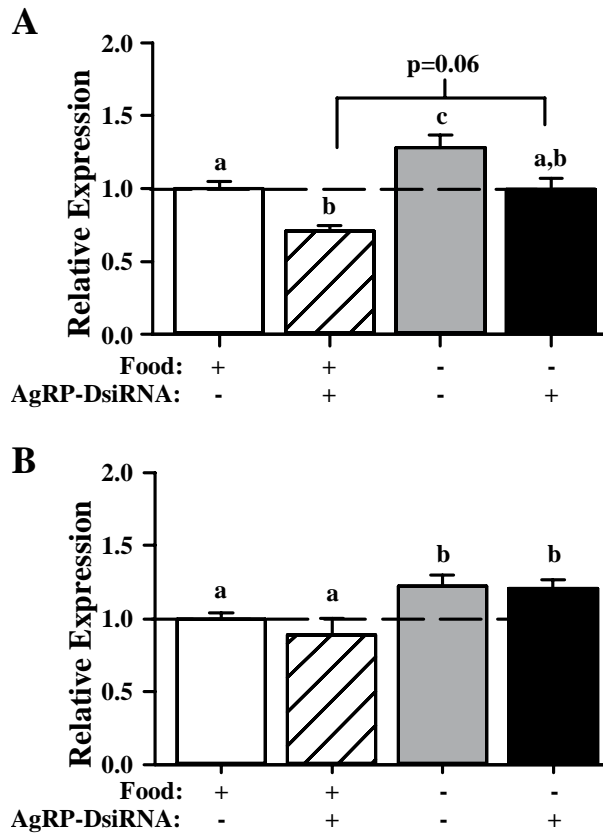 A
2.0
p=0.06
1.5
c
a
a,b
1.0
b
0.5
0.0
Relative Expression
Food: + + - -
AgRP-DsiRNA: - + - +
B
2.0
1.5
b b
a a
1.0
0.5
0.0
Relative Expression
Food: + + - -
AgRP-DsiRNA: - + - +